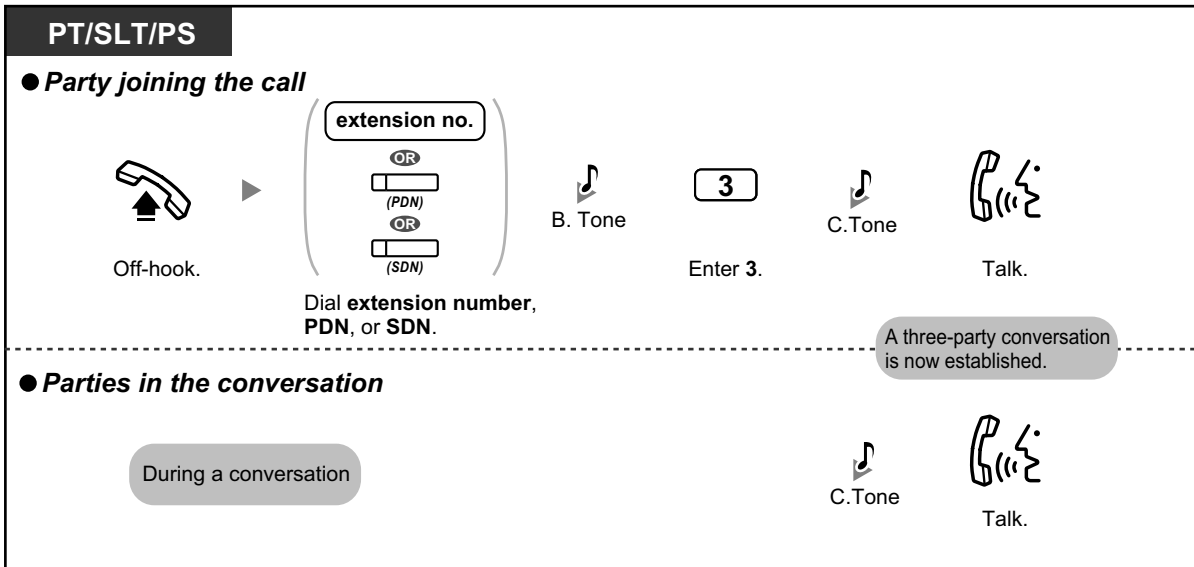 PT/SLT/PS
● Party joining the call
extension no.
OR
(PDN)
OR
(SDN)
B. Tone
3
C.Tone
Off-hook.
Enter 3.
Talk.
Dial extension number,
PDN, or SDN.
A three-party conversation
is now established.
● Parties in the conversation
During a conversation
C.Tone
Talk.